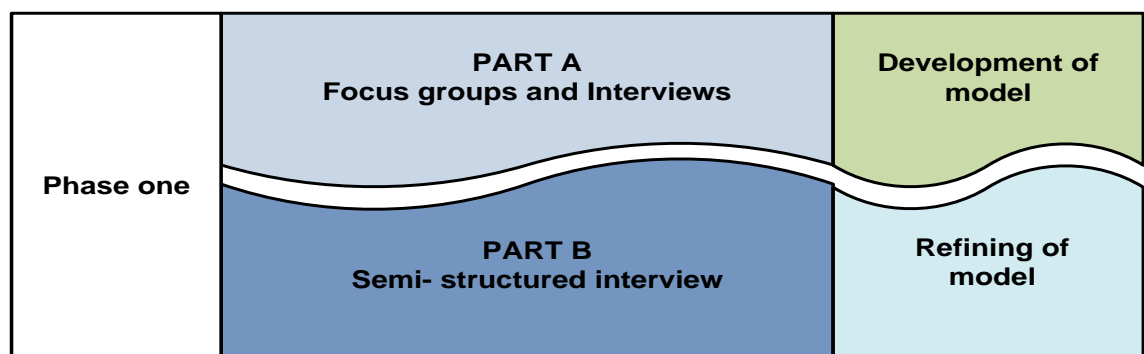 Phase one
PART A
Focus groups and Interviews
Development of
model
PART B
Semi- structured interview
Refining of
model